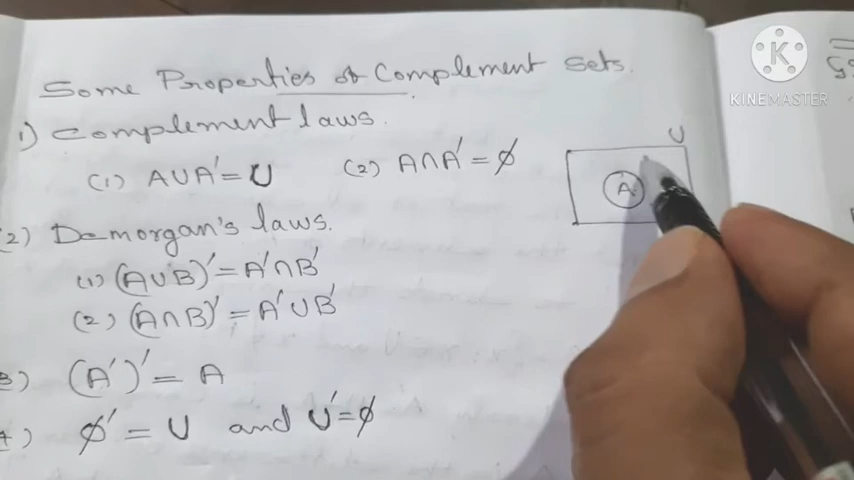 Some Properties of Complement Sets.
1) Complement laws.
(1) A∪A′= U (2) A∩A′= ϕ
2) Demorgan's laws.
(1) (A∪B)′= A′∩B′
(2) (A∩B)′= A′∪B′
3) (A′)′= A
4) ϕ′= U and U′=ϕ
U
A
K
KINEMASTER